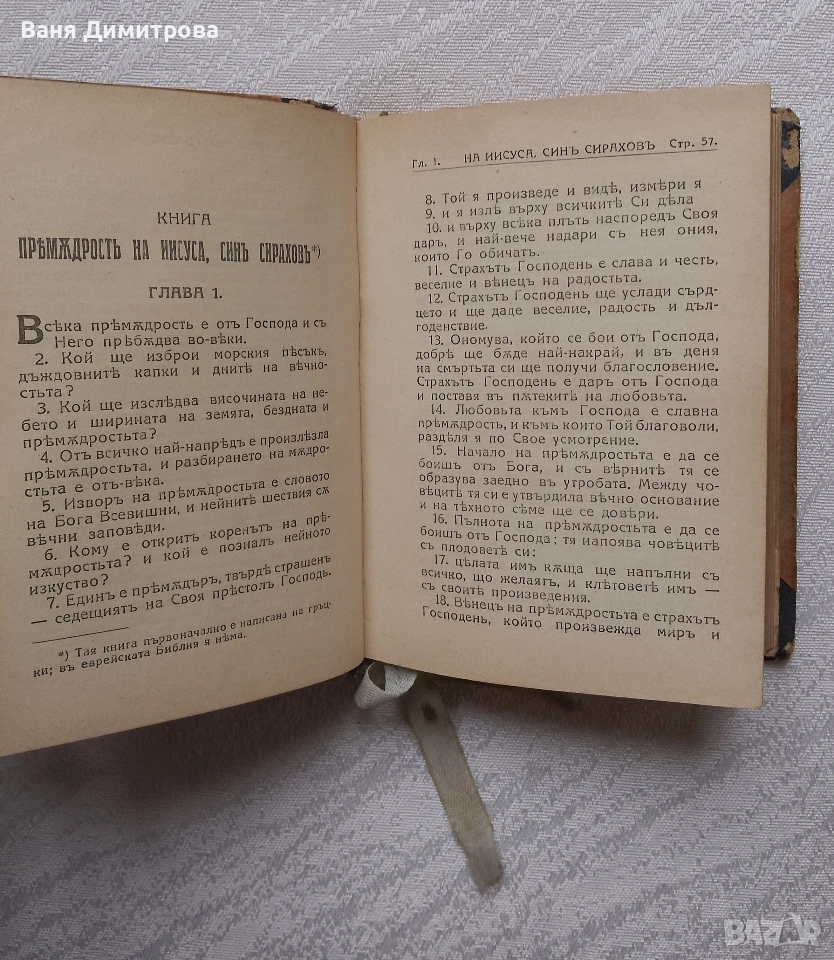 Ваня Димитрова
КНИГА
ПРѢМѪДРОСТЬ НА ИИСУСА, СИНЪ СИРАХОВЪ*)
ГЛАВА 1.
Всѣка прѣмѫдрость е отъ Господа и съ
Него прѣбѫдва во-вѣки.
2. Кой ще изброи морския пѣсъкъ,
дъждовнитѣ капки и днитѣ на вѣчно-
стьта?
3. Кой ще изслѣдва височината на не-
бето и ширината на земята, бездната и
прѣмѫдростьта?
4. Отъ всичко най-напрѣдъ е произлѣзла
прѣмѫдростьта, и разбирането на мѫдро-
стьта е отъ-вѣка.
5. Изворъ на прѣмѫдростьта е словото
на Бога Всевишни, и нейнитѣ шествия сѫ
вѣчни заповѣди.
6. Кому е откритъ коренътъ на прѣ-
мѫдростьта? и кой е позналъ нейното
изкуство?
7. Единъ е прѣмѫдъръ, твърдѣ страшенъ
— седещиятъ на Своя прѣстолъ Господь.
*) Тая книга първоначално е написана на гръц-
ки; въ еврейската Библия я нѣма.
Гл. 1. НА ИИСУСА, СИНЪ СИРАХОВЪ Стр. 57.
8. Той я произведе и видѣ, измѣри я
9. и я излѣ върху всичкитѣ Си дѣла
10. и върху всѣка плъть наспоредъ Своя
даръ, и най-вече надари съ нея ония,
които Го обичатъ.
11. Страхътъ Господень е слава и честь,
веселие и вѣнецъ на радостьта.
12. Страхътъ Господень ще услади сърд-
цето и ще даде веселие, радость и дъл-
годенствие.
13. Ономува, който се бои отъ Господа,
добрѣ ще бѫде най-накрай, и въ деня
на смъртьта си ще получи благословение.
Страхътъ Господень е даръ отъ Господа
и поставя въ пѫтекитѣ на любовьта.
14. Любовьта къмъ Господа е славна
прѣмѫдрость, и къмъ които Той благоволи,
раздѣля я по Свое усмотрение.
15. Начало на прѣмѫдростьта е да се
боишъ отъ Бога, и съ вѣрнитѣ тя се
образува заедно въ утробата. Между чо-
вѣцитѣ тя си е утвърдила вѣчно основание
и на тѣхното сѣме ще се довѣри.
16. Пълнота на прѣмѫдростьта е да се
боишъ отъ Господа; тя напоява човѣцитѣ
съ плодоветѣ си:
17. цѣлата имъ кѫща ще напълни съ
всичко, що желаятъ, и клѣтоветѣ имъ —
съ своитѣ произведения.
18. Вѣнецъ на прѣмѫдростьта е страхътъ
Господень, който произвежда миръ и
BAZAR